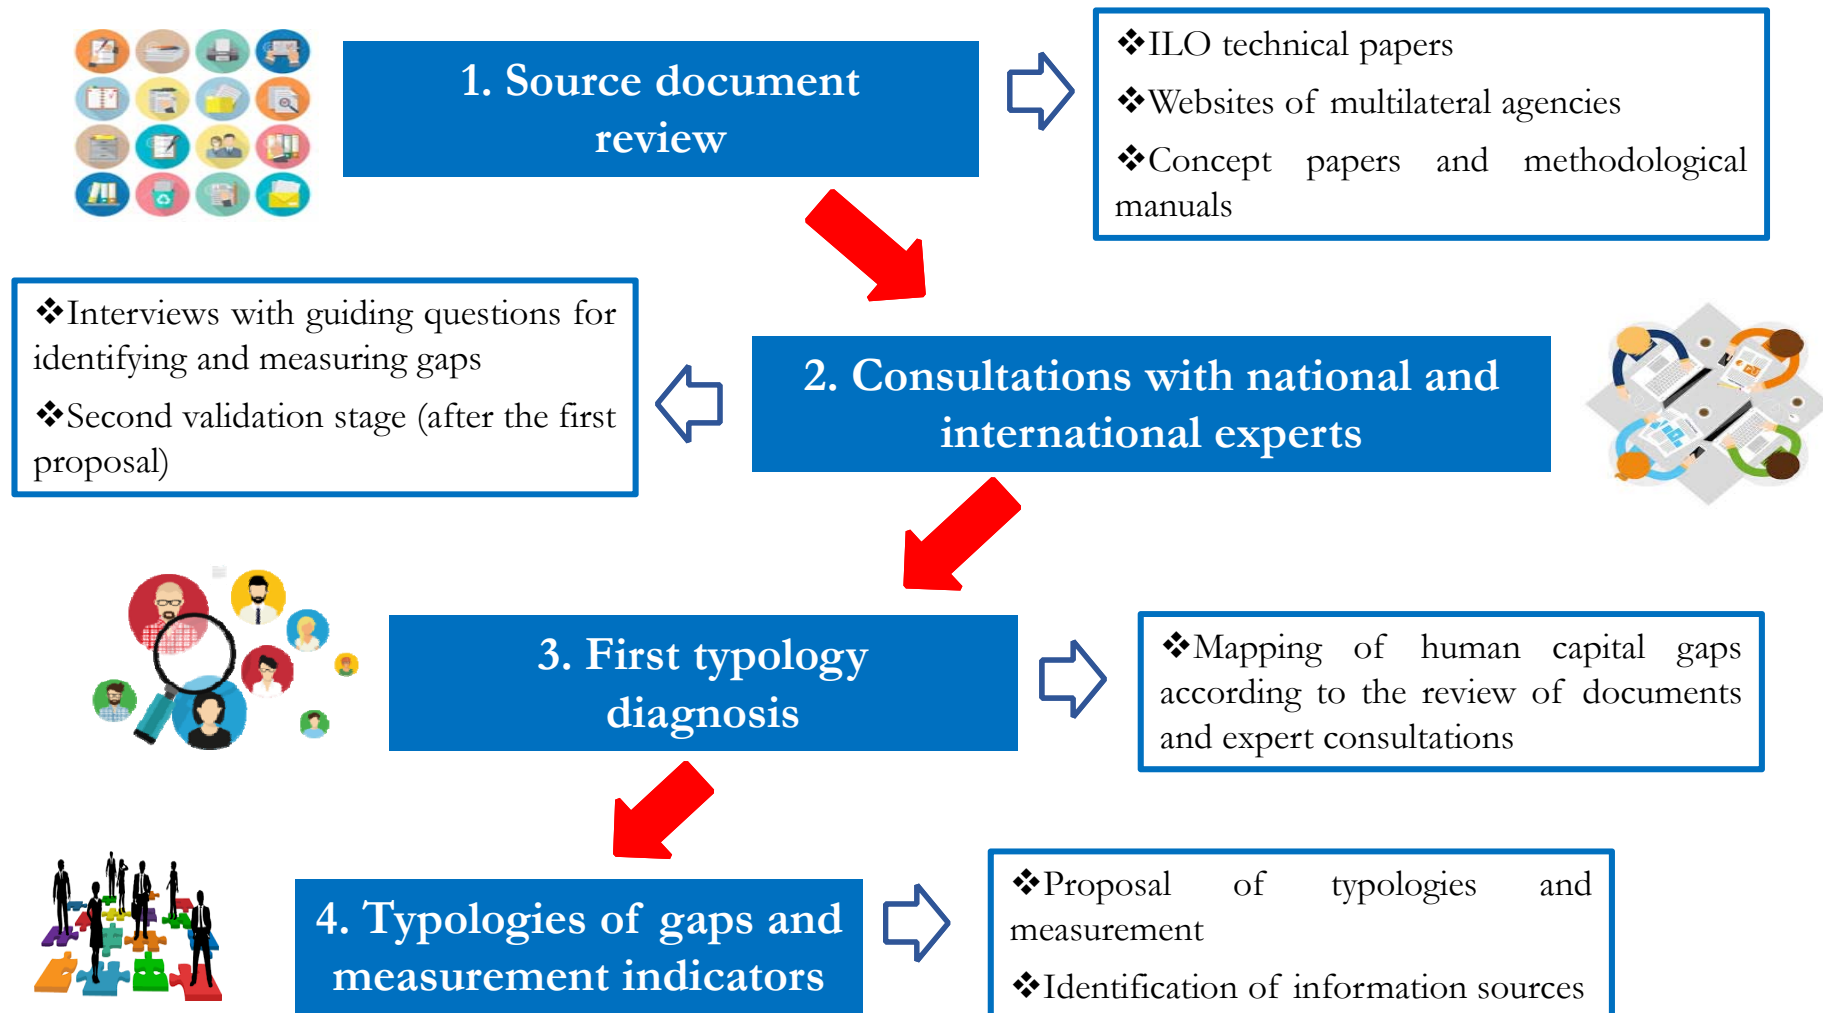 1. Source document
review
❖ILO technical papers
❖Websites of multilateral agencies
❖Concept papers and methodological
manuals
❖Interviews with guiding questions for
identifying and measuring gaps
❖Second validation stage (after the first
proposal)
2. Consultations with national and
international experts
3. First typology
diagnosis
❖Mapping of human capital gaps
according to the review of documents
and expert consultations
4. Typologies of gaps and
measurement indicators
❖Proposal of typologies and
measurement
❖Identification of information sources